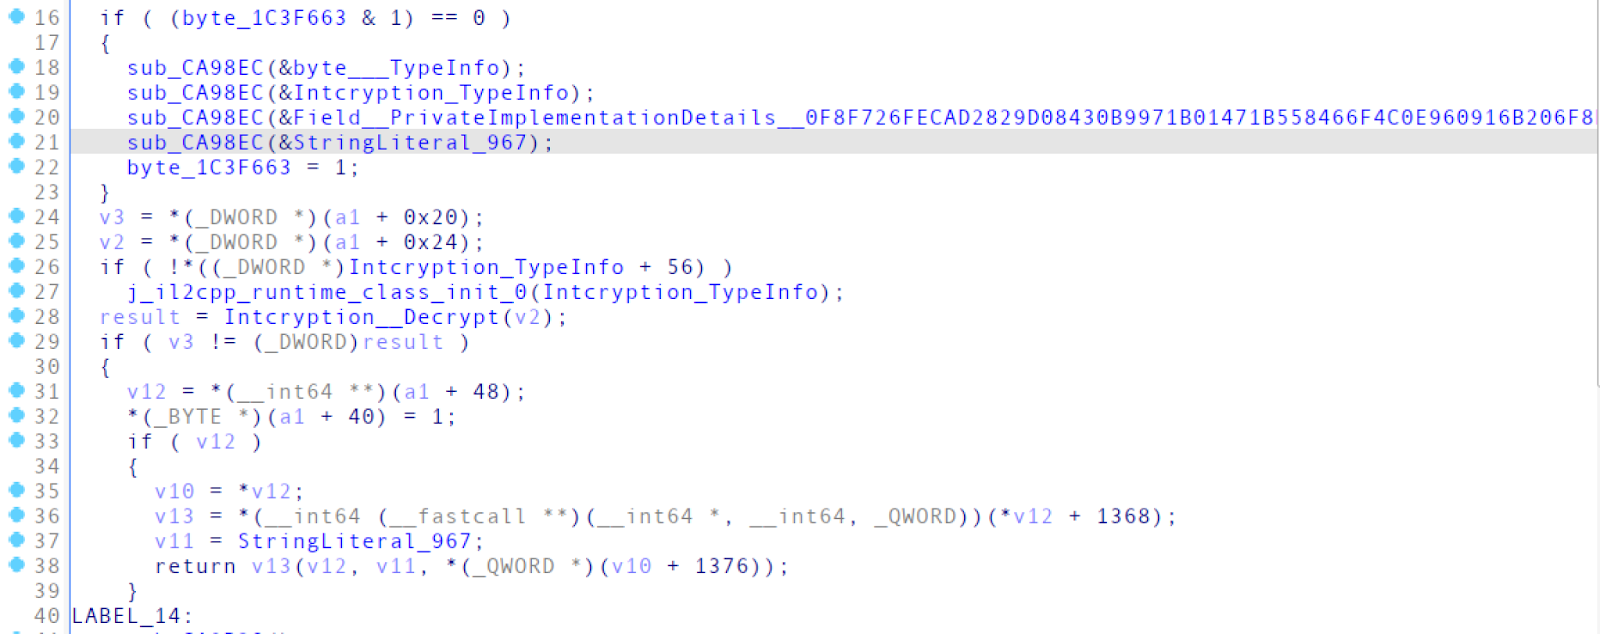 16 if ( (byte_1C3F663 & 1) == 0 )
17 {
18 sub_CA98EC(&byte___TypeInfo);
19 sub_CA98EC(&Intcryption_TypeInfo);
20 sub_CA98EC(&Field__PrivateImplementationDetails__0F8F726FECAD2829D08430B9971B01471B558466F4C0E960916B206F8
21 sub_CA98EC(&StringLiteral_967);
22 byte_1C3F663 = 1;
23 }
24 v3 = *(_DWORD *)(a1 + 0x20);
25 v2 = *(_DWORD *)(a1 + 0x24);
26 if ( !*((_DWORD *)Intcryption_TypeInfo + 56) )
27 j_il2cpp_runtime_class_init_0(Intcryption_TypeInfo);
28 result = Intcryption__Decrypt(v2);
29 if ( v3 != (_DWORD)result )
30 {
31 v12 = *(__int64 **)(a1 + 48);
32 *(_BYTE *)(a1 + 40) = 1;
33 if ( v12 )
34 {
35 v10 = *v12;
36 v13 = *(__int64 (__fastcall **)(__int64 *, __int64, _QWORD))(*v12 + 1368);
37 v11 = StringLiteral_967;
38 return v13(v12, v11, *(_QWORD *)(v10 + 1376));
39 }
40 LABEL_14: